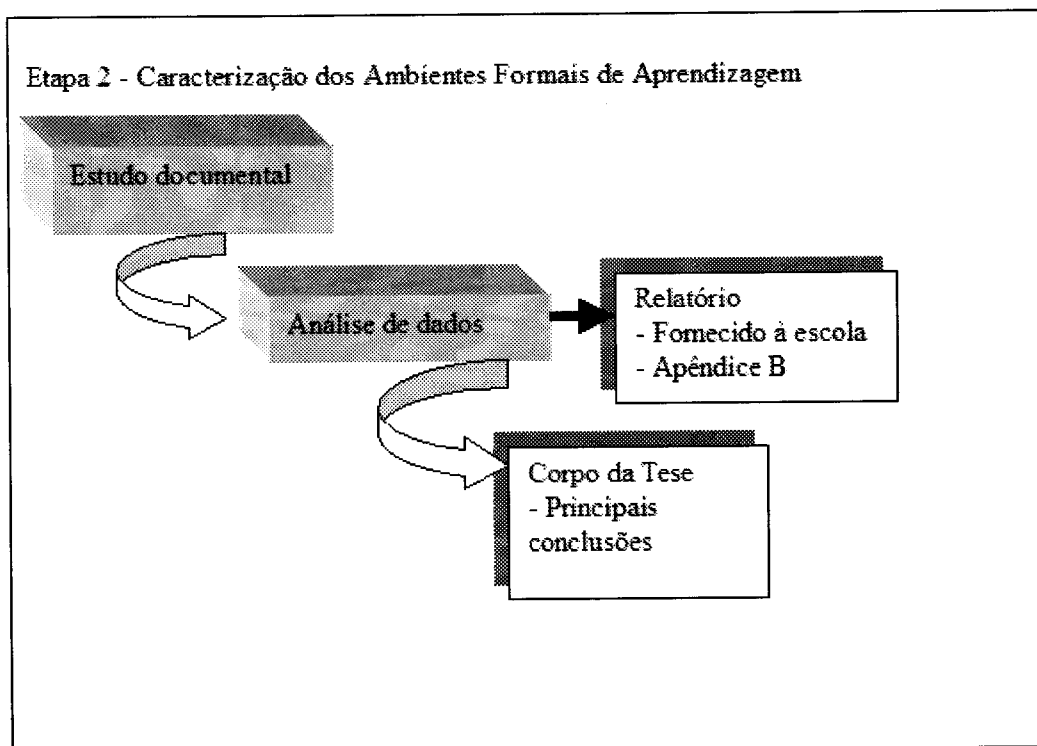 Etapa 2 - Caracterização dos Ambientes Formais de Aprendizagem
Estudo documental
Análise de dados
Relatório
- Fornecido à escola
- Apêndice B
Corpo da Tese
- Principais
conclusões